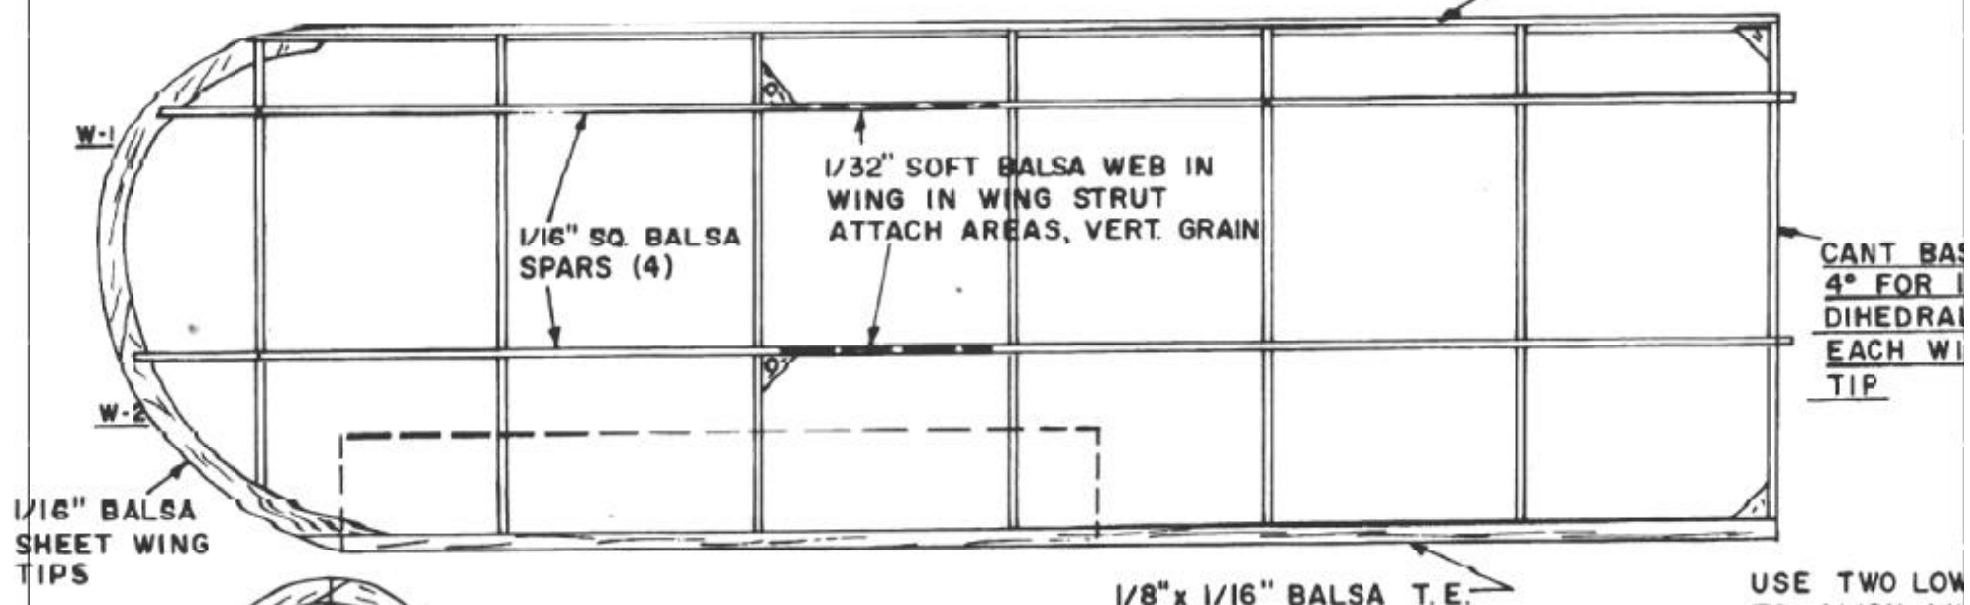 W-1
1/32" SOFT BALSA WEB IN
WING IN WING STRUT
ATTACH AREAS, VERT. GRAIN
1/16" SQ. BALSA
SPARS (4)
CANT BAS
4° FOR 1
DIHEDRAL
EACH WI
TIP
W-2
1/16" BALSA
SHEET WING
TIPS
1/8" x 1/16" BALSA T.E.
USE TWO LOW